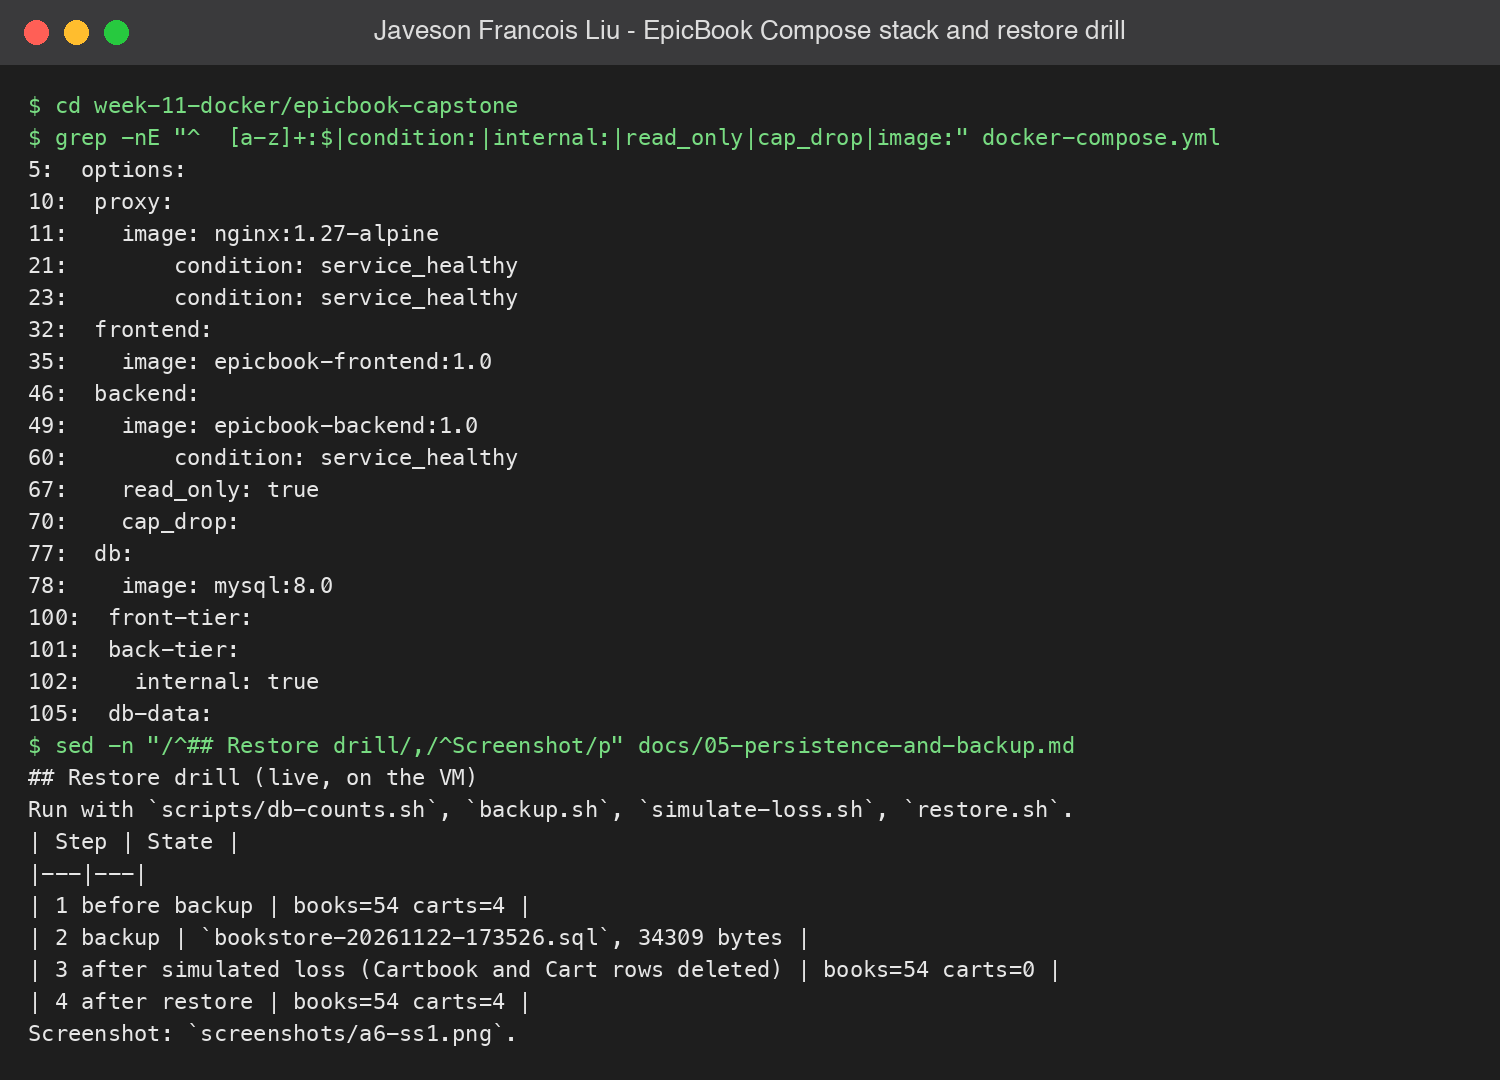 Javeson Francois Liu - EpicBook Compose stack and restore drill
$ cd week-11-docker/epicbook-capstone
$ grep -nE "^  [a-z]+:$|condition:|internal:|read_only|cap_drop|image:" docker-compose.yml
5:  options:
10:  proxy:
11:    image: nginx:1.27-alpine
21:        condition: service_healthy
23:        condition: service_healthy
32:  frontend:
35:    image: epicbook-frontend:1.0
46:  backend:
49:    image: epicbook-backend:1.0
60:        condition: service_healthy
67:    read_only: true
70:    cap_drop:
77:  db:
78:    image: mysql:8.0
100:  front-tier:
101:  back-tier:
102:    internal: true
105:  db-data:
$ sed -n "/^## Restore drill/,/^Screenshot/p" docs/05-persistence-and-backup.md
## Restore drill (live, on the VM)
Run with `scripts/db-counts.sh`, `backup.sh`, `simulate-loss.sh`, `restore.sh`.
| Step | State |
|---|---|
| 1 before backup | books=54 carts=4 |
| 2 backup | `bookstore-20261122-173526.sql`, 34309 bytes |
| 3 after simulated loss (Cartbook and Cart rows deleted) | books=54 carts=0 |
| 4 after restore | books=54 carts=4 |
Screenshot: `screenshots/a6-ss1.png`.